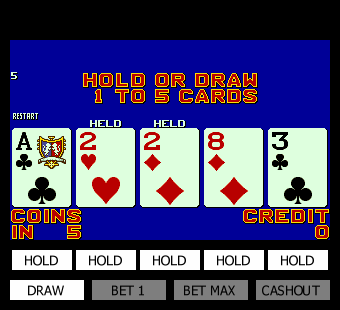 5
HOLD OR DRAW
1 TO 5 CARDS
RESTART
HELD HELD
A 2 2 8 3
COINS CREDIT
IN 5 0
HOLD HOLD HOLD HOLD HOLD
DRAW BET 1 BET MAX CASHOUT